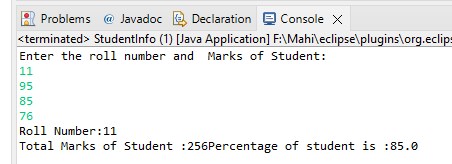 Problems @ Javadoc Declaration Console
<terminated> StudentInfo (1) [Java Application] F:\Mahi\eclipse\plugins\org.eclips
Enter the roll number and  Marks of Student:
11
95
85
76
Roll Number:11
Total Marks of Student :256Percentage of student is :85.0